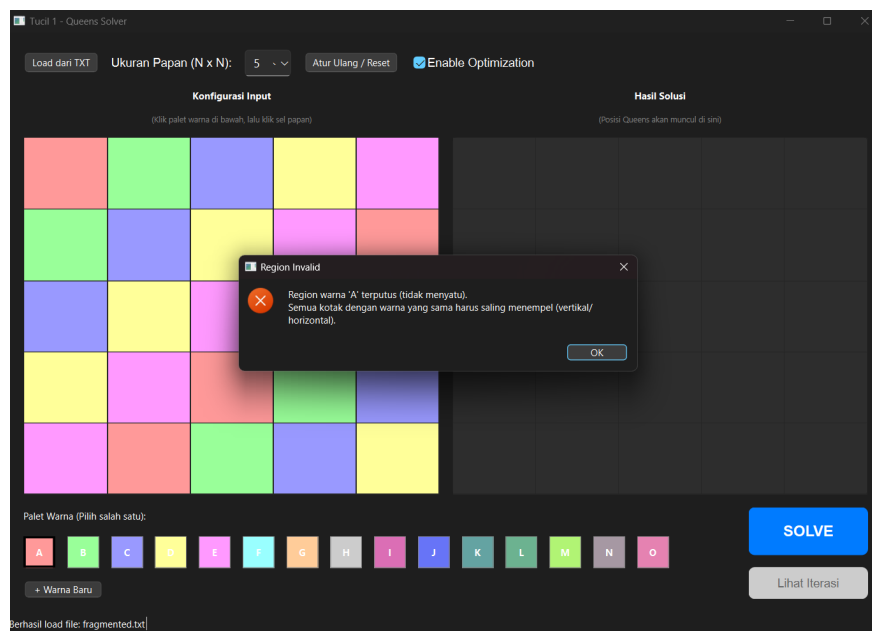 Tucil 1 - Queens Solver
Load dari TXT Ukuran Papan (N x N): 5 Atur Ulang / Reset Enable Optimization
Konfigurasi Input Hasil Solusi
(Klik palet warna di bawah, lalu klik sel papan) (Posisi Queens akan muncul di sini)
Region Invalid
Region warna 'A' terputus (tidak menyatu).
Semua kotak dengan warna yang sama harus saling menempel (vertikal/
horizontal).
OK
Palet Warna (Pilih salah satu):
A B C D E F G H I J K L M N O
SOLVE
+ Warna Baru Lihat Iterasi
Berhasil load file: fragmented.txt